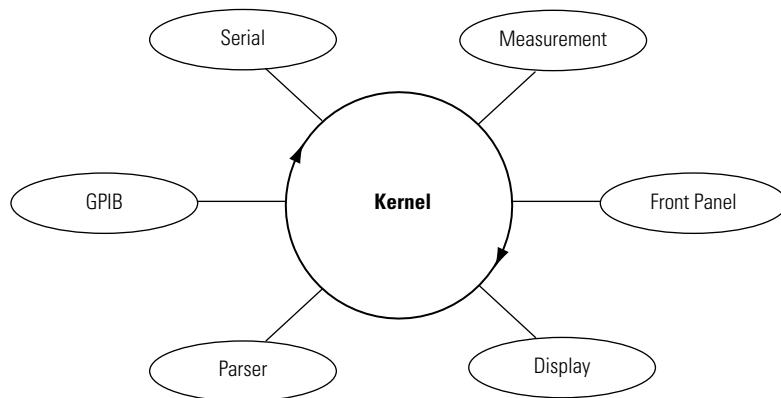 Serial
Measurement
GPIB
Kernel
Front Panel
Parser
Display